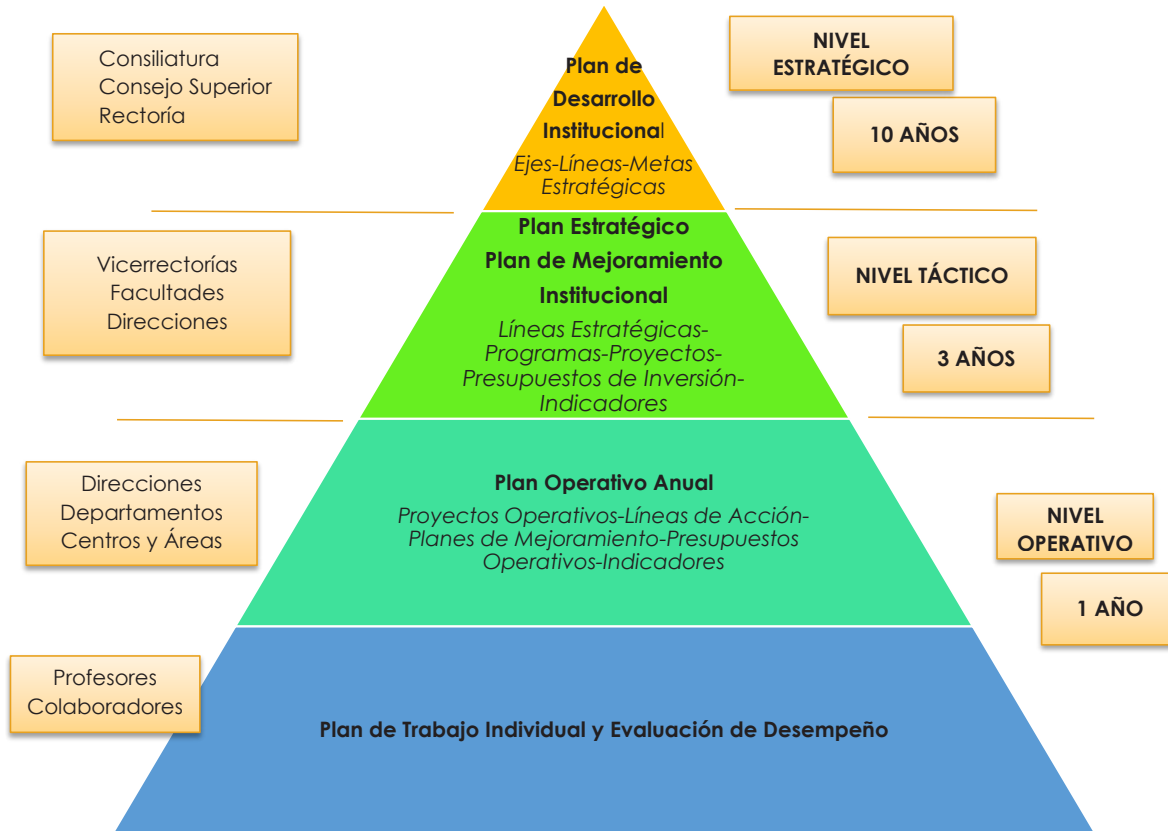 Consiliatura
Consejo Superior
Rectoría
Plan de
Desarrollo
Institucional
Ejes-Líneas-Metas
Estratégicas
NIVEL
ESTRATÉGICO
10 AÑOS
Vicerrectorías
Facultades
Direcciones
Plan Estratégico
Plan de Mejoramiento
Institucional
Líneas Estratégicas-
Programas-Proyectos-
Presupuestos de Inversión-
Indicadores
NIVEL TÁCTICO
3 AÑOS
Direcciones
Departamentos
Centros y Áreas
Plan Operativo Anual
Proyectos Operativos-Líneas de Acción-
Planes de Mejoramiento-Presupuestos
Operativos-Indicadores
NIVEL
OPERATIVO
1 AÑO
Profesores
Colaboradores
Plan de Trabajo Individual y Evaluación de Desempeño